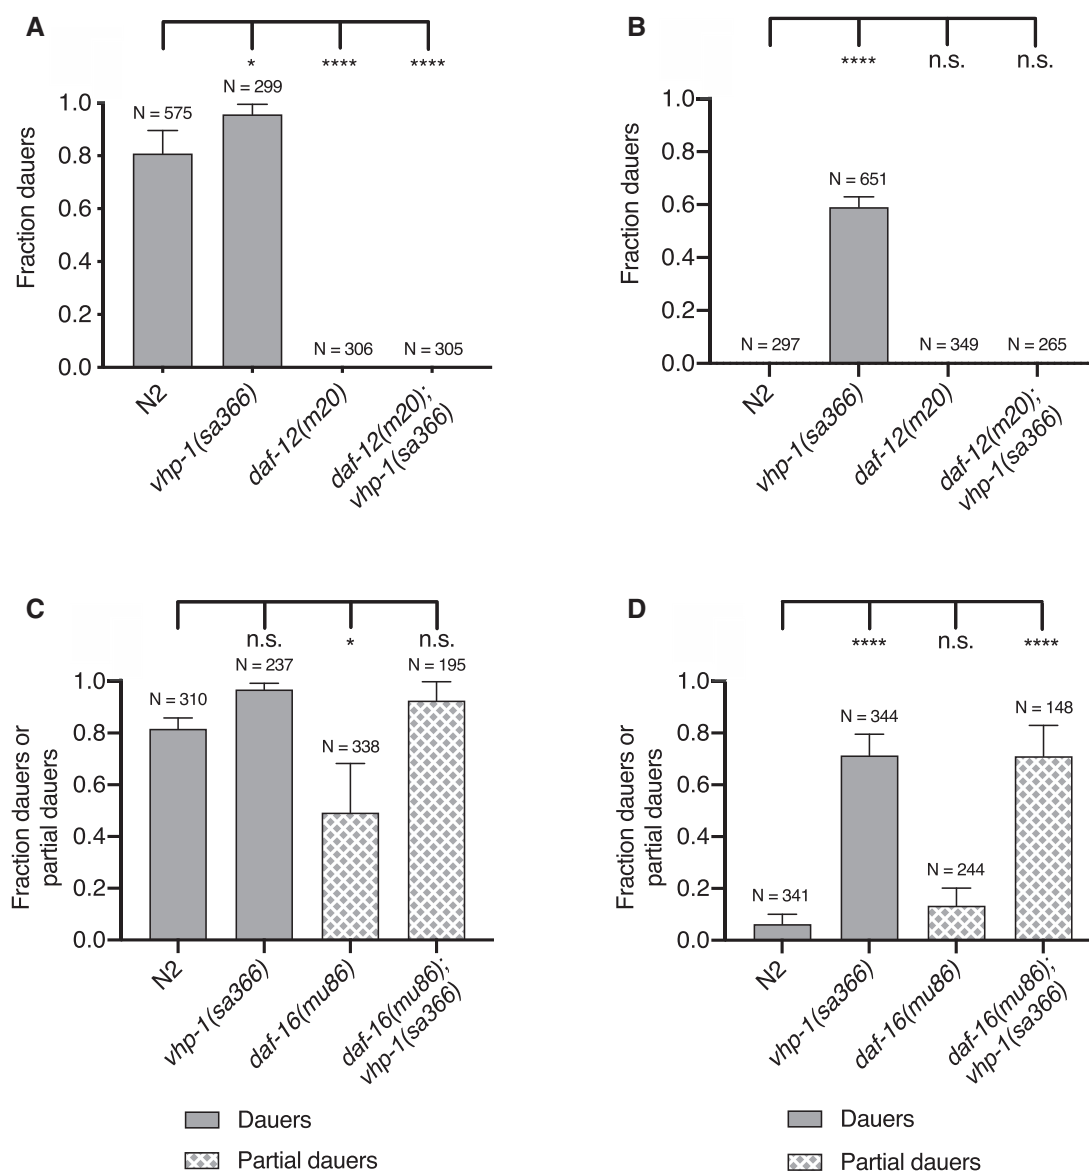 A
* **** ****
N = 575
N = 299
N = 306
N = 305
Fraction dauers
1.0
0.8
0.6
0.4
0.2
0.0
N2
vhp-1(sa366)
daf-12(m20)
daf-12(m20);
vhp-1(sa366)
B
**** n.s. n.s.
N = 297
N = 651
N = 349
N = 265
Fraction dauers
1.0
0.8
0.6
0.4
0.2
0.0
N2
vhp-1(sa366)
daf-12(m20)
daf-12(m20);
vhp-1(sa366)
C
n.s. * n.s.
N = 310
N = 237
N = 338
N = 195
Fraction dauers or
partial dauers
1.0
0.8
0.6
0.4
0.2
0.0
N2
vhp-1(sa366)
daf-16(mu86)
daf-16(mu86);
vhp-1(sa366)
Dauers
Partial dauers
D
**** n.s. ****
N = 341
N = 344
N = 244
N = 148
Fraction dauers or
partial dauers
1.0
0.8
0.6
0.4
0.2
0.0
N2
vhp-1(sa366)
daf-16(mu86)
daf-16(mu86);
vhp-1(sa366)
Dauers
Partial dauers